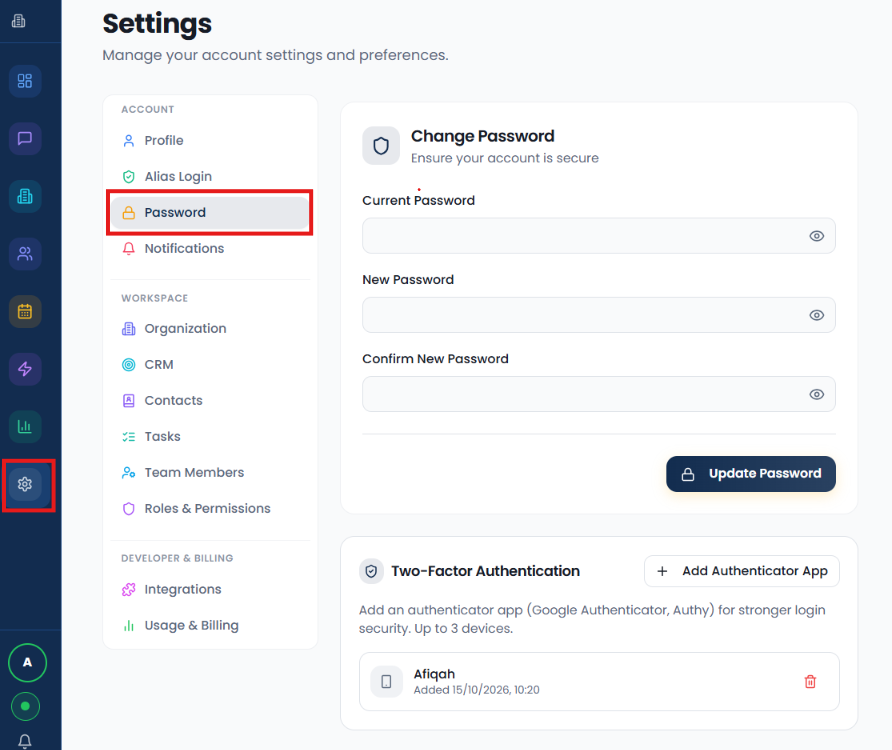 Settings
Manage your account settings and preferences.
ACCOUNT
Profile
Alias Login
Password
Notifications
WORKSPACE
Organization
CRM
Contacts
Tasks
Team Members
Roles & Permissions
DEVELOPER & BILLING
Integrations
Usage & Billing
Change Password
Ensure your account is secure
Current Password
New Password
Confirm New Password
Update Password
Two-Factor Authentication
Add Authenticator App
Add an authenticator app (Google Authenticator, Authy) for stronger login
security. Up to 3 devices.
Afiqah
Added 15/10/2026, 10:20
A